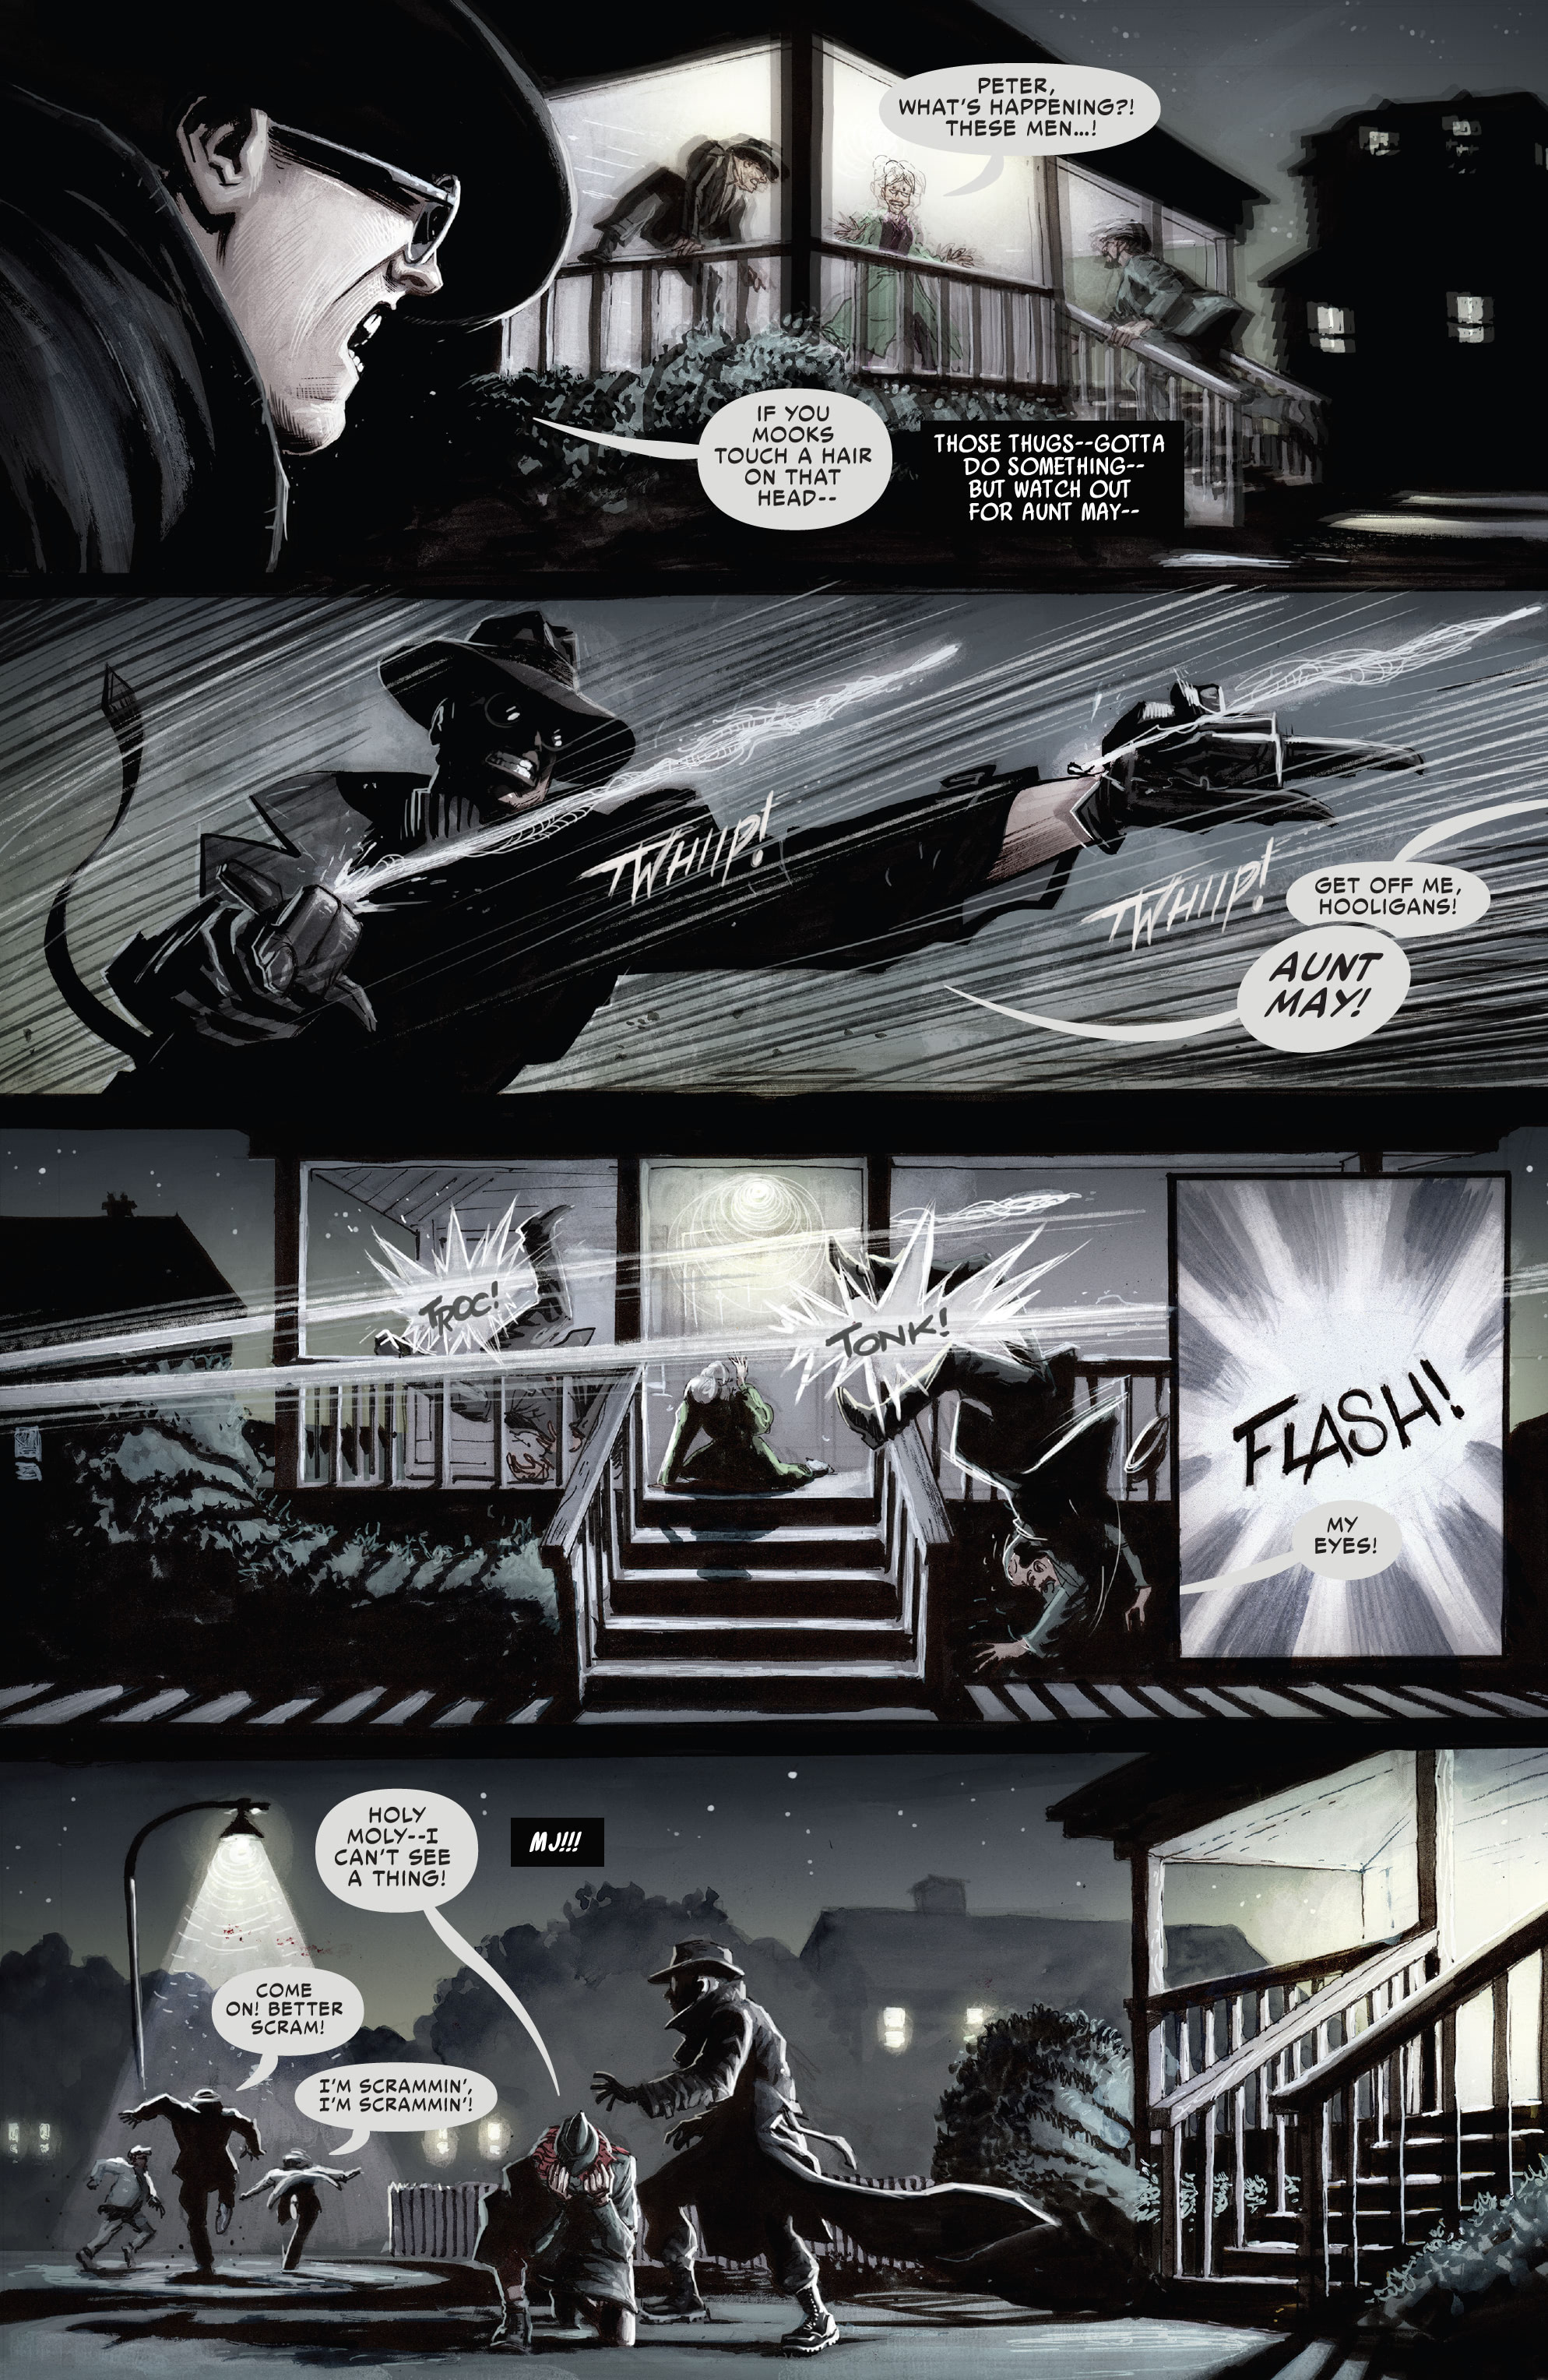 PETER,
WHAT'S HAPPENING?!
THESE MEN...!
IF YOU
MOOKS
TOUCH A HAIR
ON THAT
HEAD--
THOSE THUGS--GOTTA
DO SOMETHING--
BUT WATCH OUT
FOR AUNT MAY--
TWHIIP!
TWHIIP!
GET OFF ME,
HOOLIGANS!
AUNT
MAY!
TROC!
TONK!
FLASH!
MY
EYES!
HOLY
MOLY--I
CAN'T SEE
A THING!
MJ!!!
COME
ON! BETTER
SCRAM!
I'M SCRAMMIN',
I'M SCRAMMIN'!